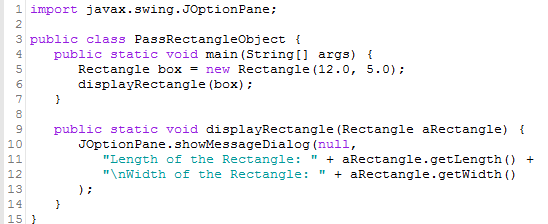 1 import javax.swing.JOptionPane;
2
3 public class PassRectangleObject {
4     public static void main(String[] args) {
5         Rectangle box = new Rectangle(12.0, 5.0);
6         displayRectangle(box);
7     }
8
9     public static void displayRectangle(Rectangle aRectangle) {
10         JOptionPane.showMessageDialog(null,
11             "Length of the Rectangle: " + aRectangle.getLength() +
12             "\nWidth of the Rectangle: " + aRectangle.getWidth()
13         );
14     }
15 }